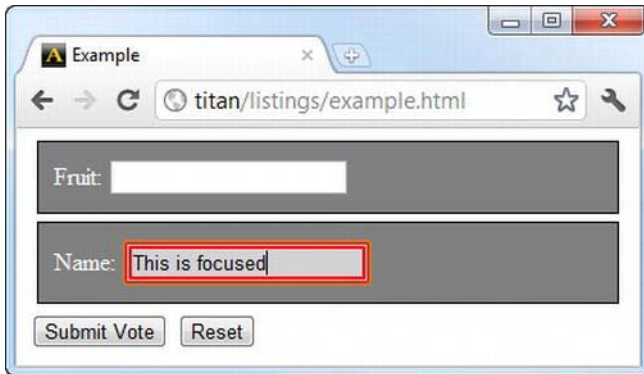 Example
titan/listings/example.html
Fruit:
Name: This is focused
Submit Vote Reset